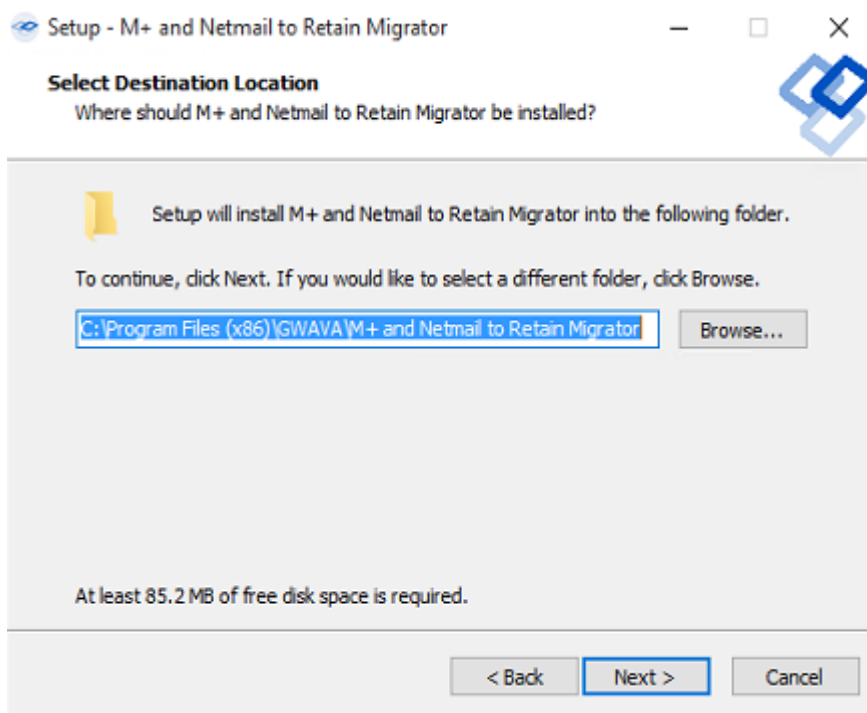 Setup - M+ and Netmail to Retain Migrator
Select Destination Location
Where should M+ and Netmail to Retain Migrator be installed?
Setup will install M+ and Netmail to Retain Migrator into the following folder.
To continue, click Next. If you would like to select a different folder, click Browse.
C:\Program Files (x86)\GWAVA\M+ and Netmail to Retain Migrator
Browse...
At least 85.2 MB of free disk space is required.
< Back
Next >
Cancel